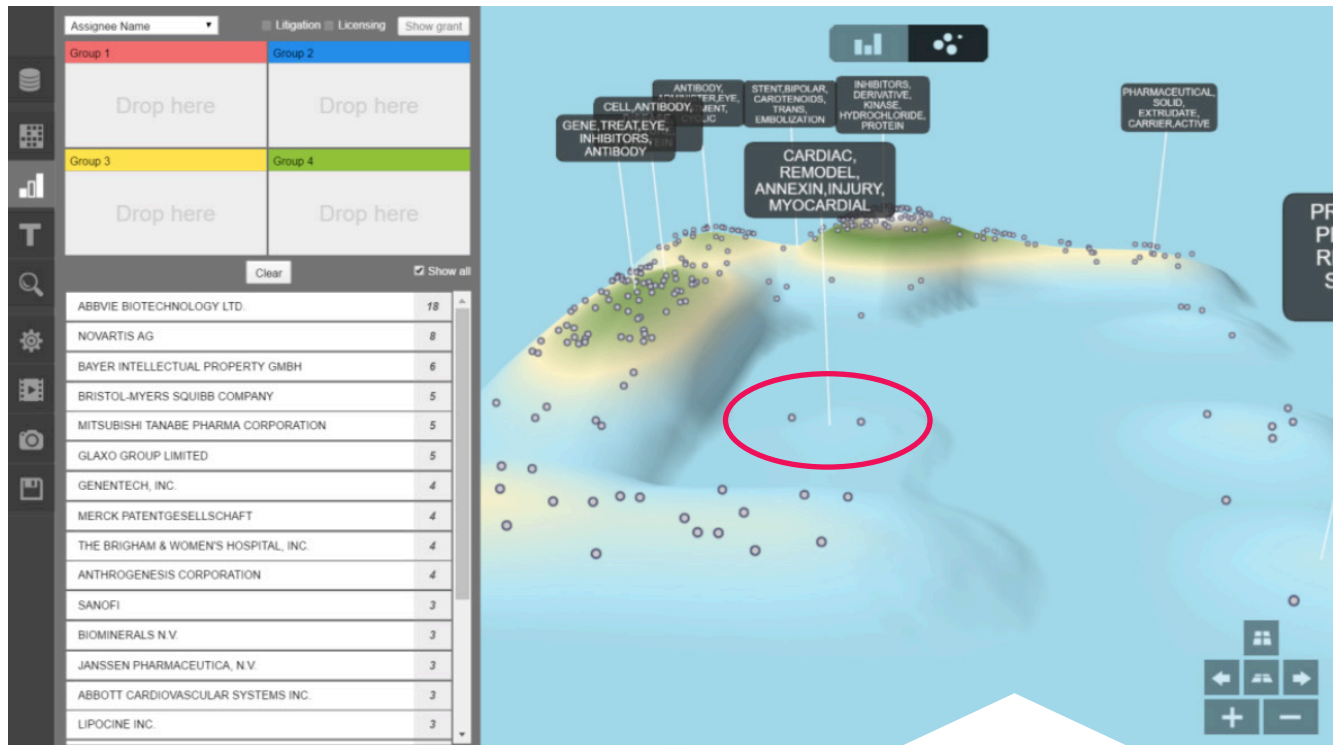 Assignee Name
Litigation
Licensing
Show grant
Group 1
Group 2
Drop here
Drop here
Group 3
Group 4
Drop here
Drop here
Clear
Show all
ABBVIE BIOTECHNOLOGY LTD. 18
NOVARTIS AG 8
BAYER INTELLECTUAL PROPERTY GMBH 6
BRISTOL-MYERS SQUIBB COMPANY 5
MITSUBISHI TANABE PHARMA CORPORATION 5
GLAXO GROUP LIMITED 5
GENENTECH, INC. 4
MERCK PATENTGESELLSCHAFT 4
THE BRIGHAM & WOMEN'S HOSPITAL, INC. 4
ANTHROGENESIS CORPORATION 4
SANOFI 3
BIOMINERALS N.V. 3
JANSSEN PHARMACEUTICA, N.V. 3
ABBOTT CARDIOVASCULAR SYSTEMS INC. 3
LIPOCINE INC. 3
T
GENE,TREAT,EYE,
INHIBITORS,
ANTIBODY
CELL,ANTIBODY,
ANTIBODY,
CYCLIC
STENT,BIPOLAR,
CAROTENOIDS,
TRANS,
EMBOLIZATION
INHIBITORS,
DERIVATIVE,
KINASE,
HYDROCHLORIDE,
PROTEIN
CARDIAC,
REMODEL,
ANNEXIN,INJURY,
MYOCARDIAL
PHARMACEUTICAL,
SOLID,
EXTRUDATE,
CARRIER,ACTIVE